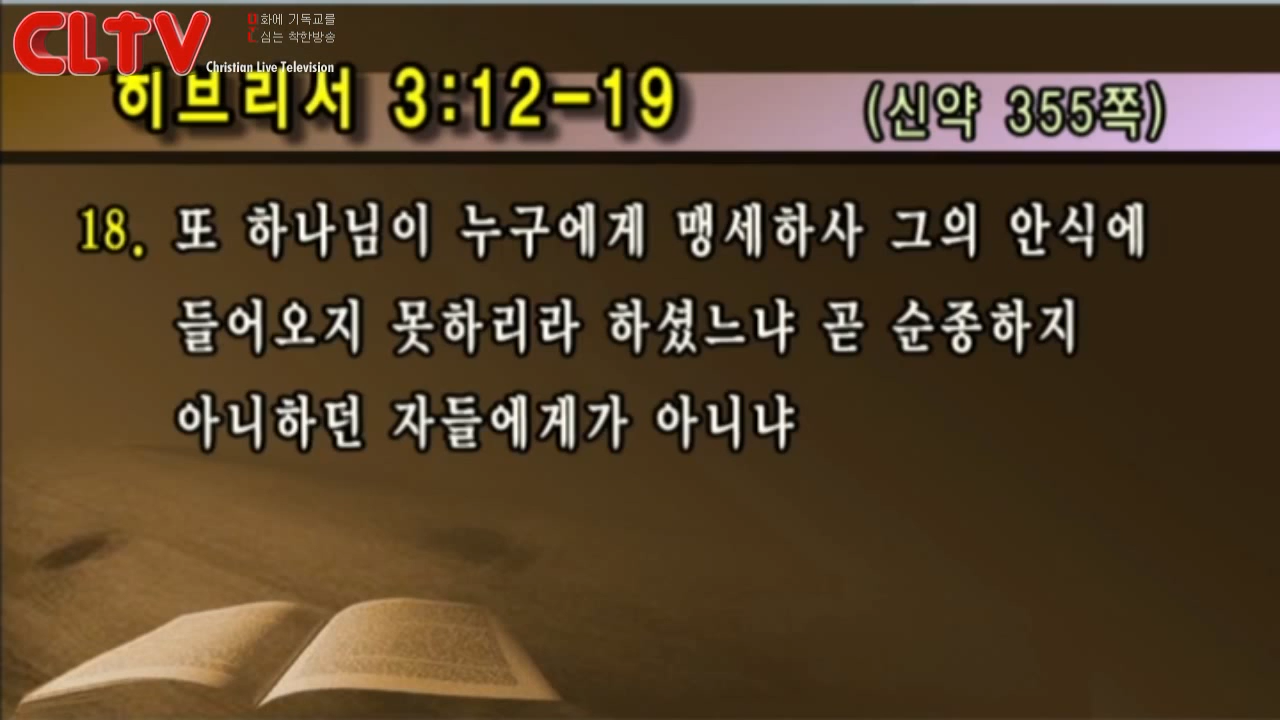 CLTV
문화에 기독교를
심는 착한방송
Christian Live Television
히브리서 3:12-19 (신약 355쪽)
18. 또 하나님이 누구에게 맹세하사 그의 안식에
들어오지 못하리라 하셨느냐 곧 순종하지
아니하던 자들에게가 아니냐